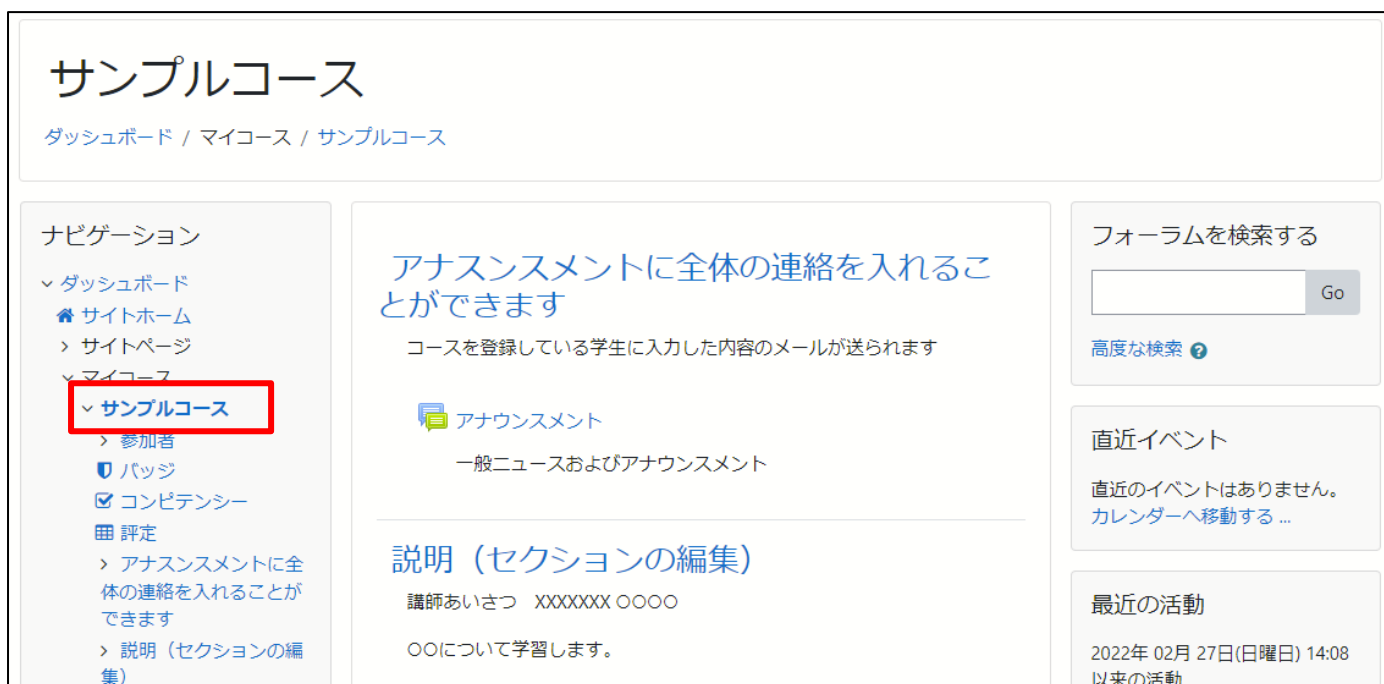 サンプルコース
ダッシュボード / マイコース / サンプルコース
ナビゲーション
ダッシュボード
サイトホーム
サイトページ
マイコース
サンプルコース
参加者
バッジ
コンピテンシー
評定
アナスンスメントに全
体の連絡を入れることが
できます
説明（セクションの編
集）
アナスンスメントに全体の連絡を入れるこ
とができます
コースを登録している学生に入力した内容のメールが送られます
アナウンスメント
一般ニュースおよびアナウンスメント
説明（セクションの編集）
講師あいさつ　XXXXXXX ○○○○
○○について学習します。
フォーラムを検索する
Go
高度な検索
直近イベント
直近のイベントはありません。
カレンダーへ移動する ...
最近の活動
2022年 02月 27日(日曜日) 14:08
以来の活動